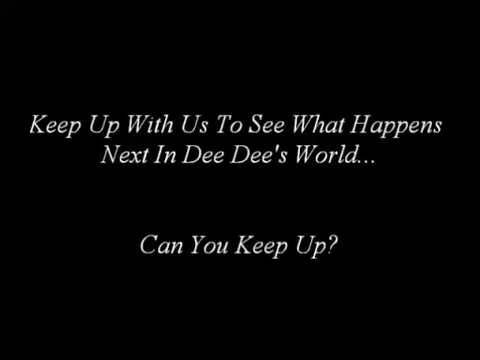 Keep Up With Us To See What Happens
Next In Dee Dee's World...
Can You Keep Up?